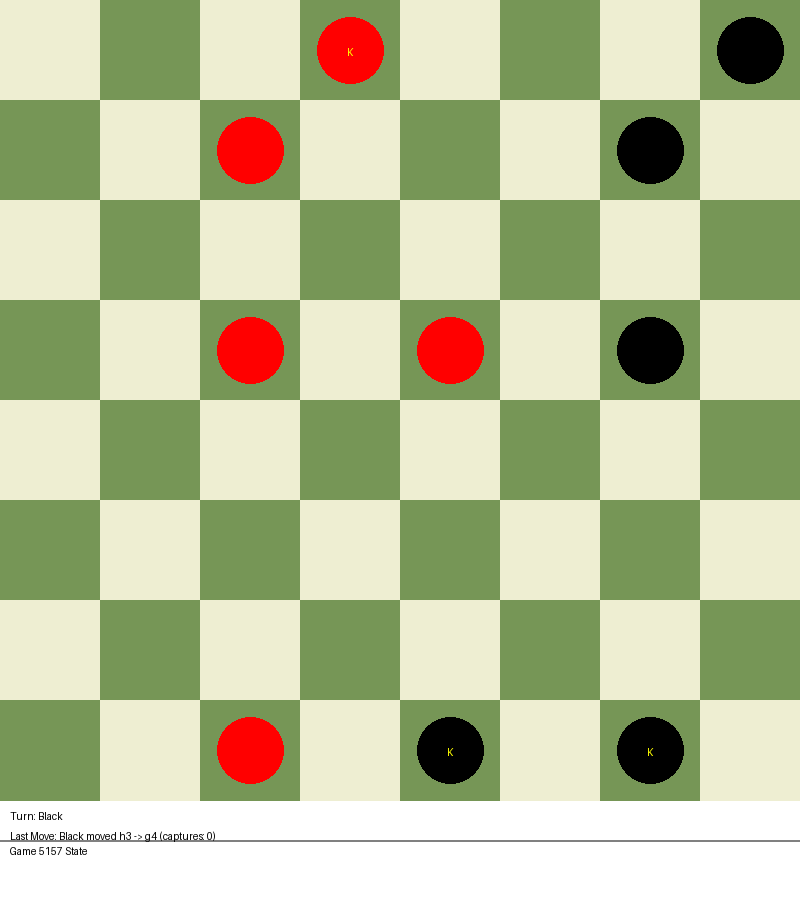 K
K
K
Turn: Black
Last Move: Black moved h3 -> g4 (captures: 0)
Game 5157 State